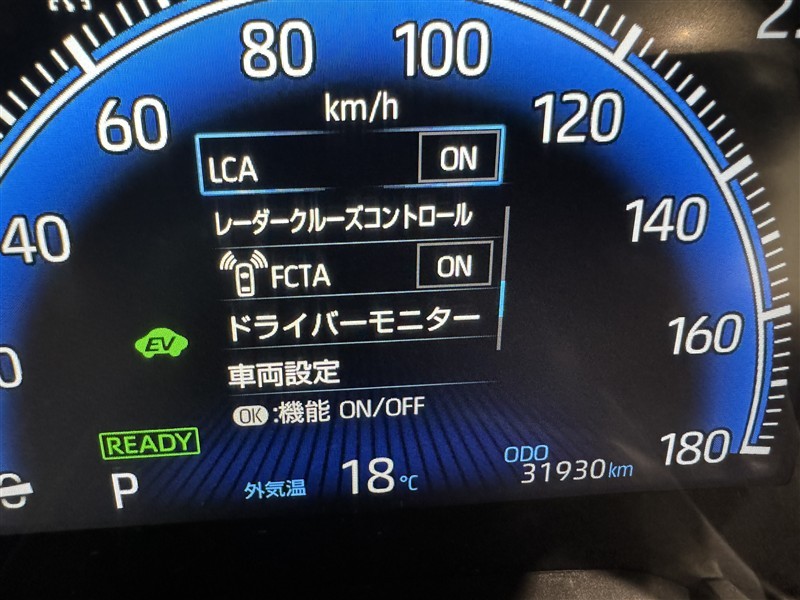 80
100
60
km/h
120
LCA
ON
40
レーダークルーズコントロール
140
FCTA
ON
ドライバーモニター
EV
160
車両設定
OK:機能 ON/OFF
READY
180
P
外気温
18℃
ODO
31930km